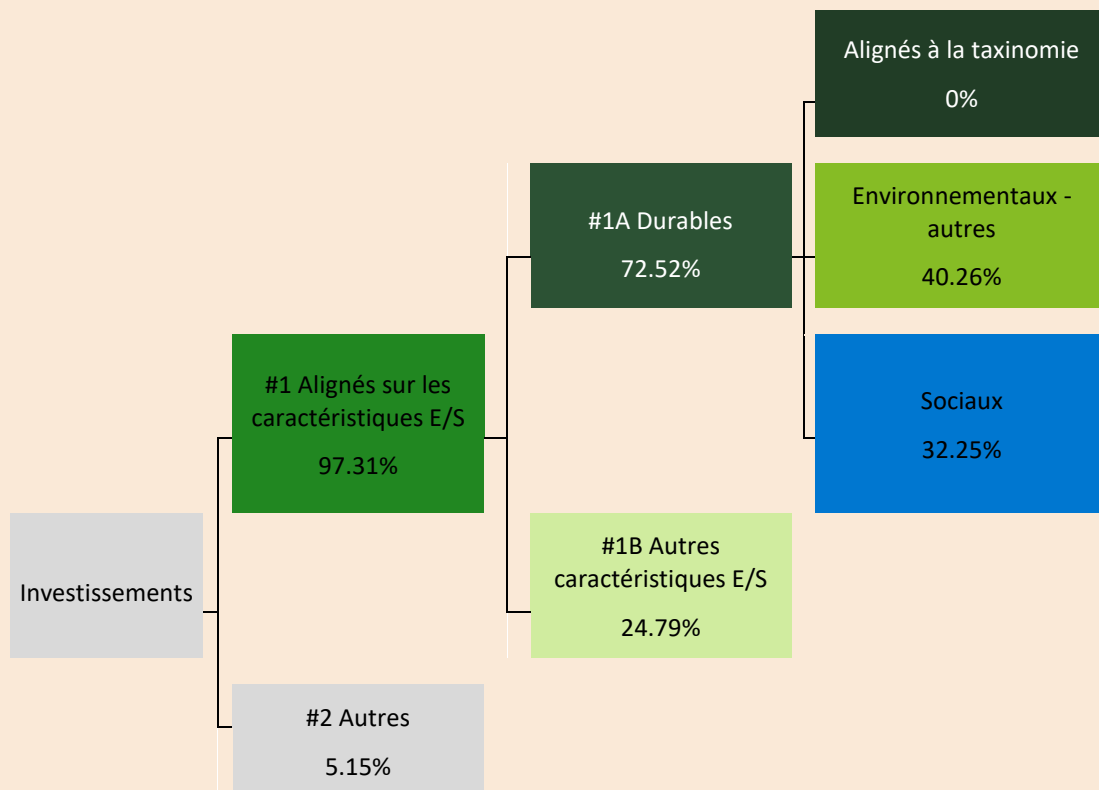 Alignés à la taxinomie
0%
Environnementaux -
autres
40.26%
#1A Durables
72.52%
Sociaux
32.25%
#1 Alignés sur les
caractéristiques E/S
97.31%
#1B Autres
caractéristiques E/S
24.79%
Investissements
#2 Autres
5.15%